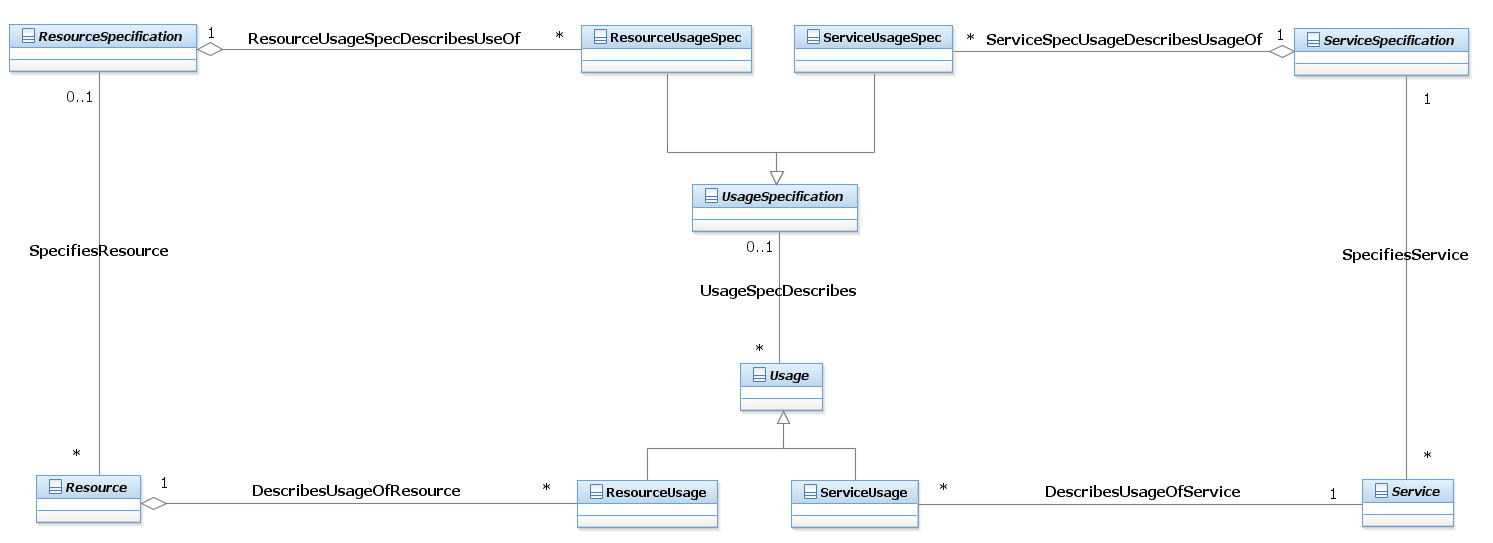 ResourceSpecification
1
ResourceUsageSpecDescribesUseOf
*
ResourceUsageSpec
ServiceUsageSpec
*
ServiceSpecUsageDescribesUsageOf
1
ServiceSpecification
0..1
1
UsageSpecification
0..1
SpecifiesResource
SpecifiesService
UsageSpecDescribes
*
Usage
*
*
Resource
1
DescribesUsageOfResource
*
ResourceUsage
ServiceUsage
*
DescribesUsageOfService
1
Service